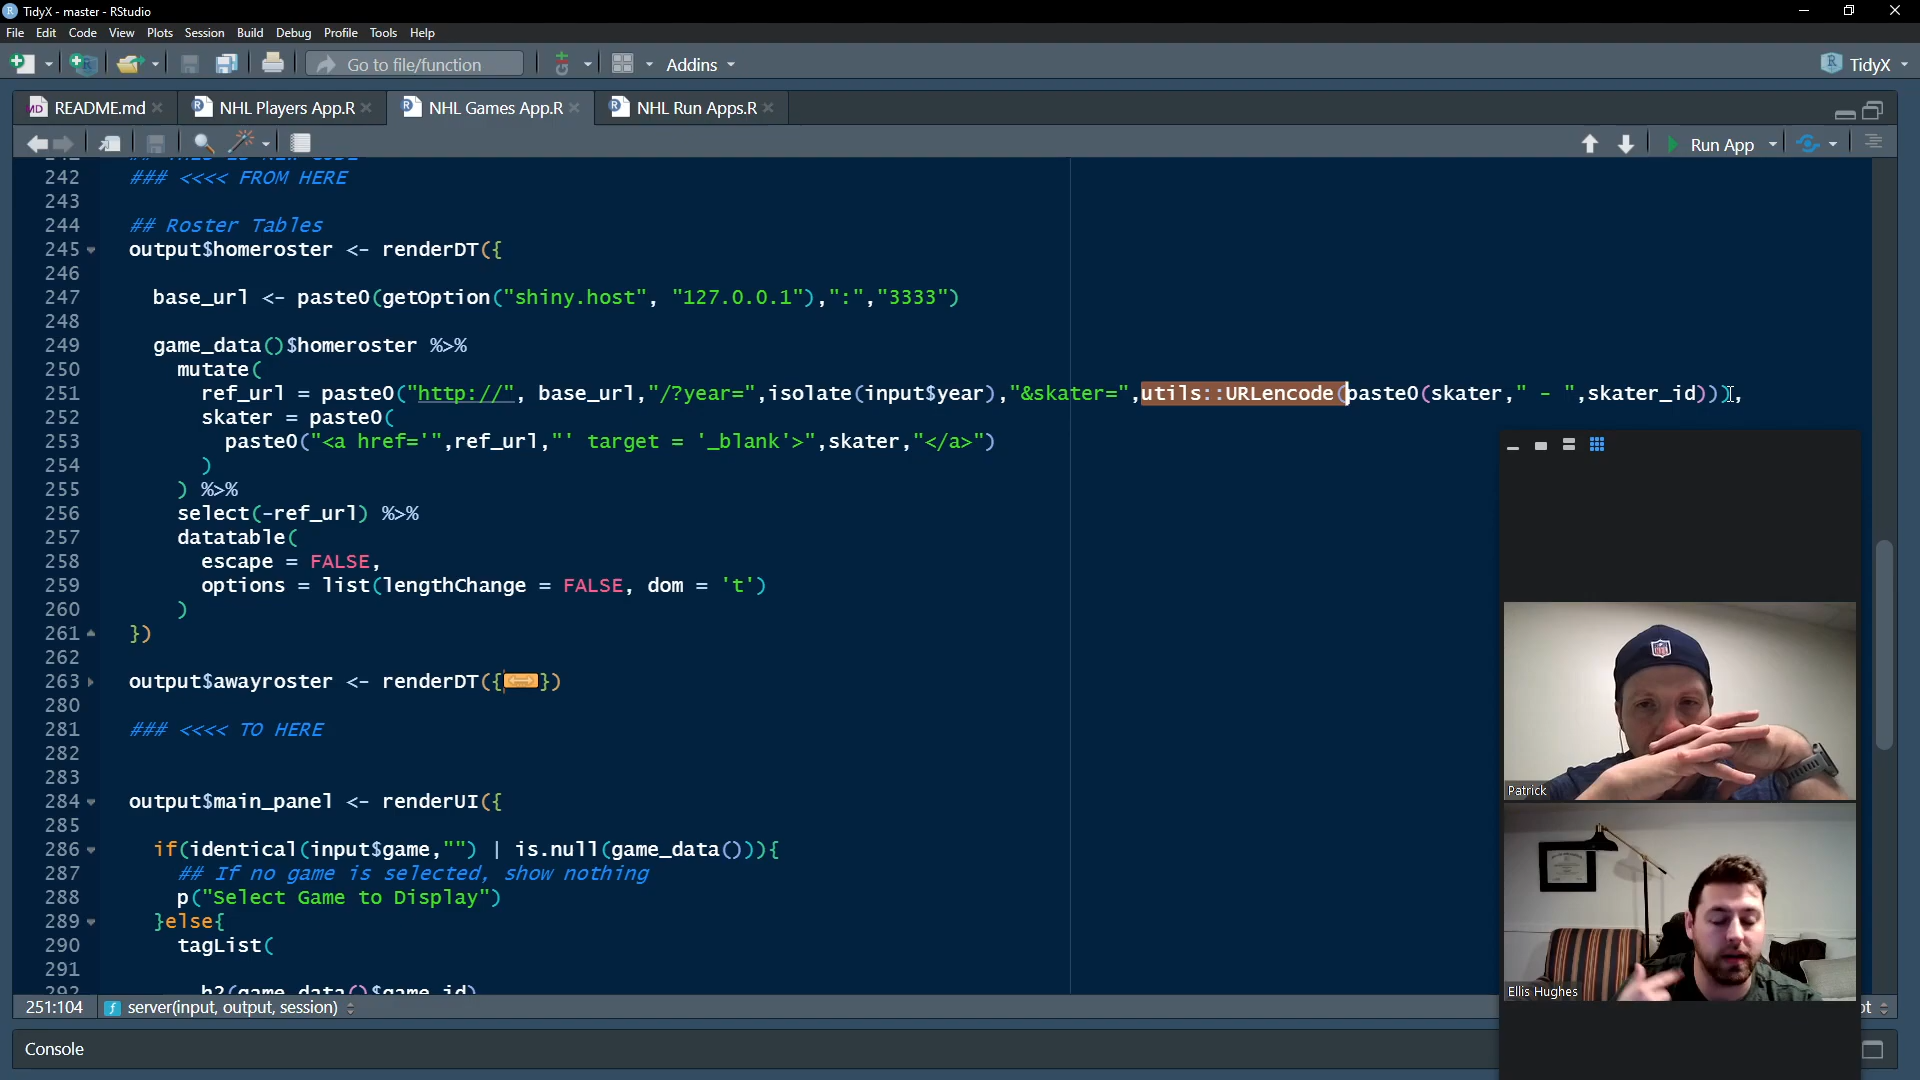 TidyX - master - RStudio
File Edit Code View Plots Session Build Debug Profile Tools Help
Go to file/function Addins TidyX
README.md NHL Players App.R NHL Games App.R NHL Run Apps.R
Run App
242 ### <<<< FROM HERE
243
244 ## Roster Tables
245 output$homeroster <- renderDT({
246
247 base_url <- paste0(getOption("shiny.host", "127.0.0.1"),":","3333")
248
249 game_data()$homeroster %>%
250 mutate(
251 ref_url = paste0("http://", base_url,"/?year=",isolate(input$year),"&skater=",utils::URLencode(paste0(skater," - ",skater_id))),
252 skater = paste0(
253 paste0("<a href='",ref_url,"' target = '_blank'>",skater,"</a>")
254 )
255 ) %>%
256 select(-ref_url) %>%
257 datatable(
258 escape = FALSE,
259 options = list(lengthChange = FALSE, dom = 't')
260 )
261 })
262
263 output$awayroster <- renderDT({ })
280
281 ### <<<< TO HERE
282
283
284 output$main_panel <- renderUI({
285
286 if(identical(input$game,"") | is.null(game_data())){
287 ## If no game is selected, show nothing
288 p("Select Game to Display")
289 }else{
290 tagList(
291
292 h2(game_data()$game_id)
Patrick
Ellis Hughes
251:104 server(input, output, session)
Console